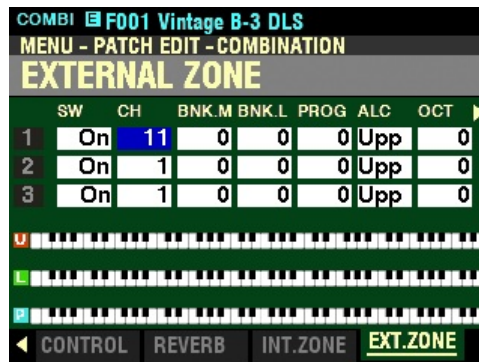 COMBI E F001 Vintage B-3 DLS
MENU - PATCH EDIT -COMBINATION
EXTERNAL ZONE
SW CH BNK.M BNK.L PROG ALC OCT
1 On 11 0 0 0 Upp 0
2 On 1 0 0 0 Upp 0
3 On 1 0 0 0 Upp 0
U
L
P
CONTROL REVERB INT.ZONE EXT.ZONE